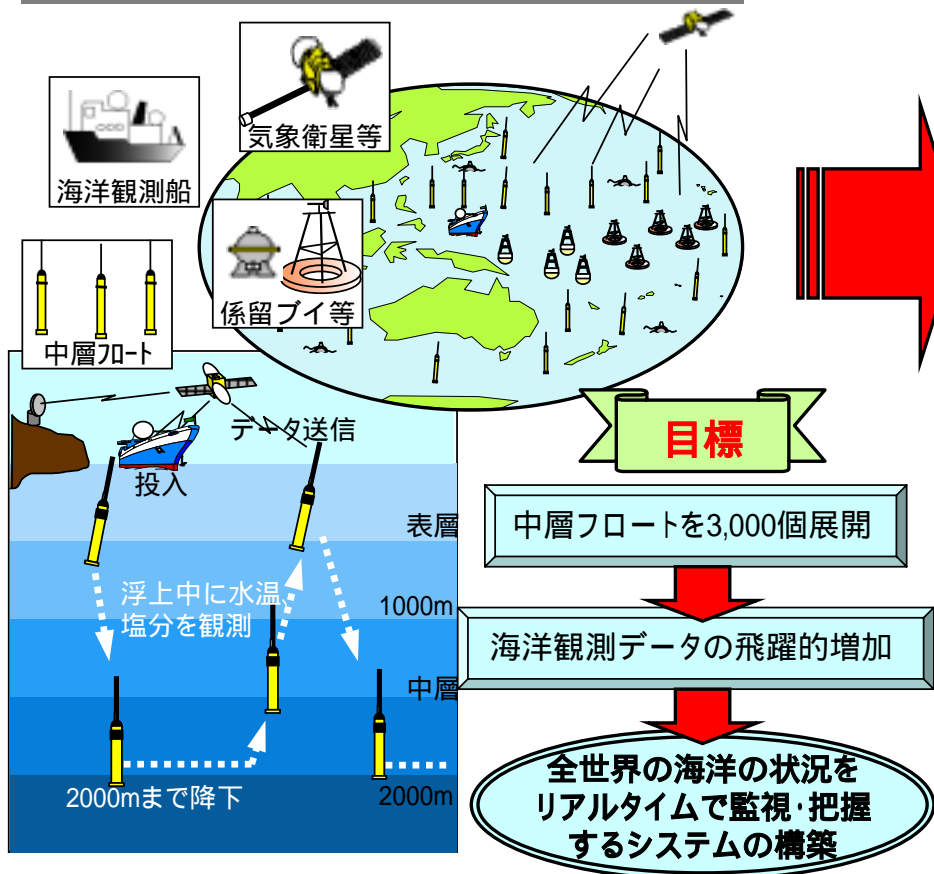 気象衛星等
海洋観測船
係留ブイ等
中層フロート
データ送信
投入
表層
浮上中に水温、
塩分を観測
1000m
中層
2000mまで降下
2000m
目標
中層フロートを3,000個展開
海洋観測データの飛躍的増加
全世界の海洋の状況を
リアルタイムで監視・把握
するシステムの構築